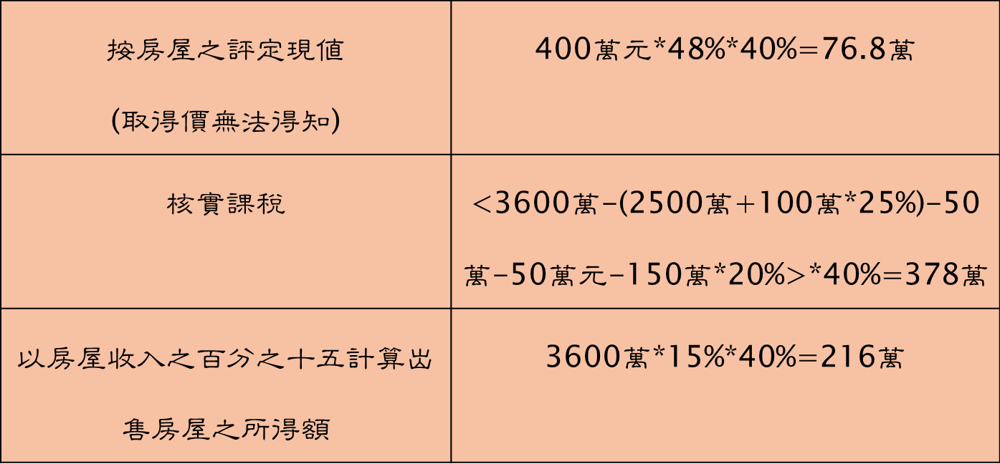 按房屋之評定現值
(取得價無法得知)
400萬元*48%*40%=76.8萬
核實課稅
<3600萬-(2500萬+100萬*25%)-50
萬-50萬元-150萬*20%>*40%=378萬
以房屋收入之百分之十五計算出
售房屋之所得額
3600萬*15%*40%=216萬